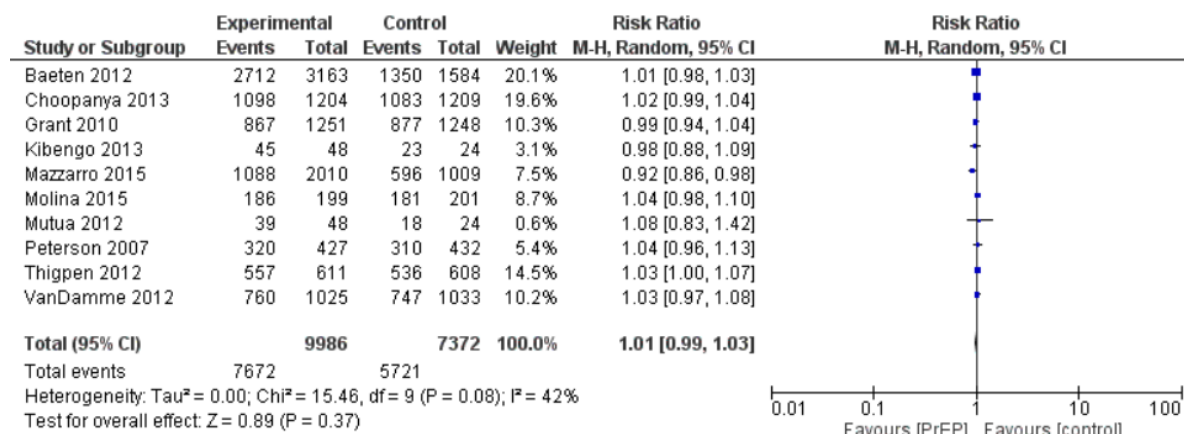 Experimental Control Risk Ratio Risk Ratio
Study or Subgroup Events Total Events Total Weight M-H, Random, 95% CI M-H, Random, 95% CI
Baeten 2012 2712 3163 1350 1584 20.1% 1.01 [0.98, 1.03]
Choopanya 2013 1098 1204 1083 1209 19.6% 1.02 [0.99, 1.04]
Grant 2010 867 1251 877 1248 10.3% 0.99 [0.94, 1.04]
Kibengo 2013 45 48 23 24 3.1% 0.98 [0.88, 1.09]
Mazzarro 2015 1088 2010 596 1009 7.5% 0.92 [0.86, 0.98]
Molina 2015 186 199 181 201 8.7% 1.04 [0.98, 1.10]
Mutua 2012 39 48 18 24 0.6% 1.08 [0.83, 1.42]
Peterson 2007 320 427 310 432 5.4% 1.04 [0.96, 1.13]
Thigpen 2012 557 611 536 608 14.5% 1.03 [1.00, 1.07]
VanDamme 2012 760 1025 747 1033 10.2% 1.03 [0.97, 1.08]
Total (95% CI) 9986 7372 100.0% 1.01 [0.99, 1.03]
Total events 7672 5721
Heterogeneity: Tau² = 0.00; Chi² = 15.46, df = 9 (P = 0.08); I² = 42%
Test for overall effect: Z = 0.89 (P = 0.37)
0.01 0.1 1 10 100
Favours [PrEP] Favours [control]